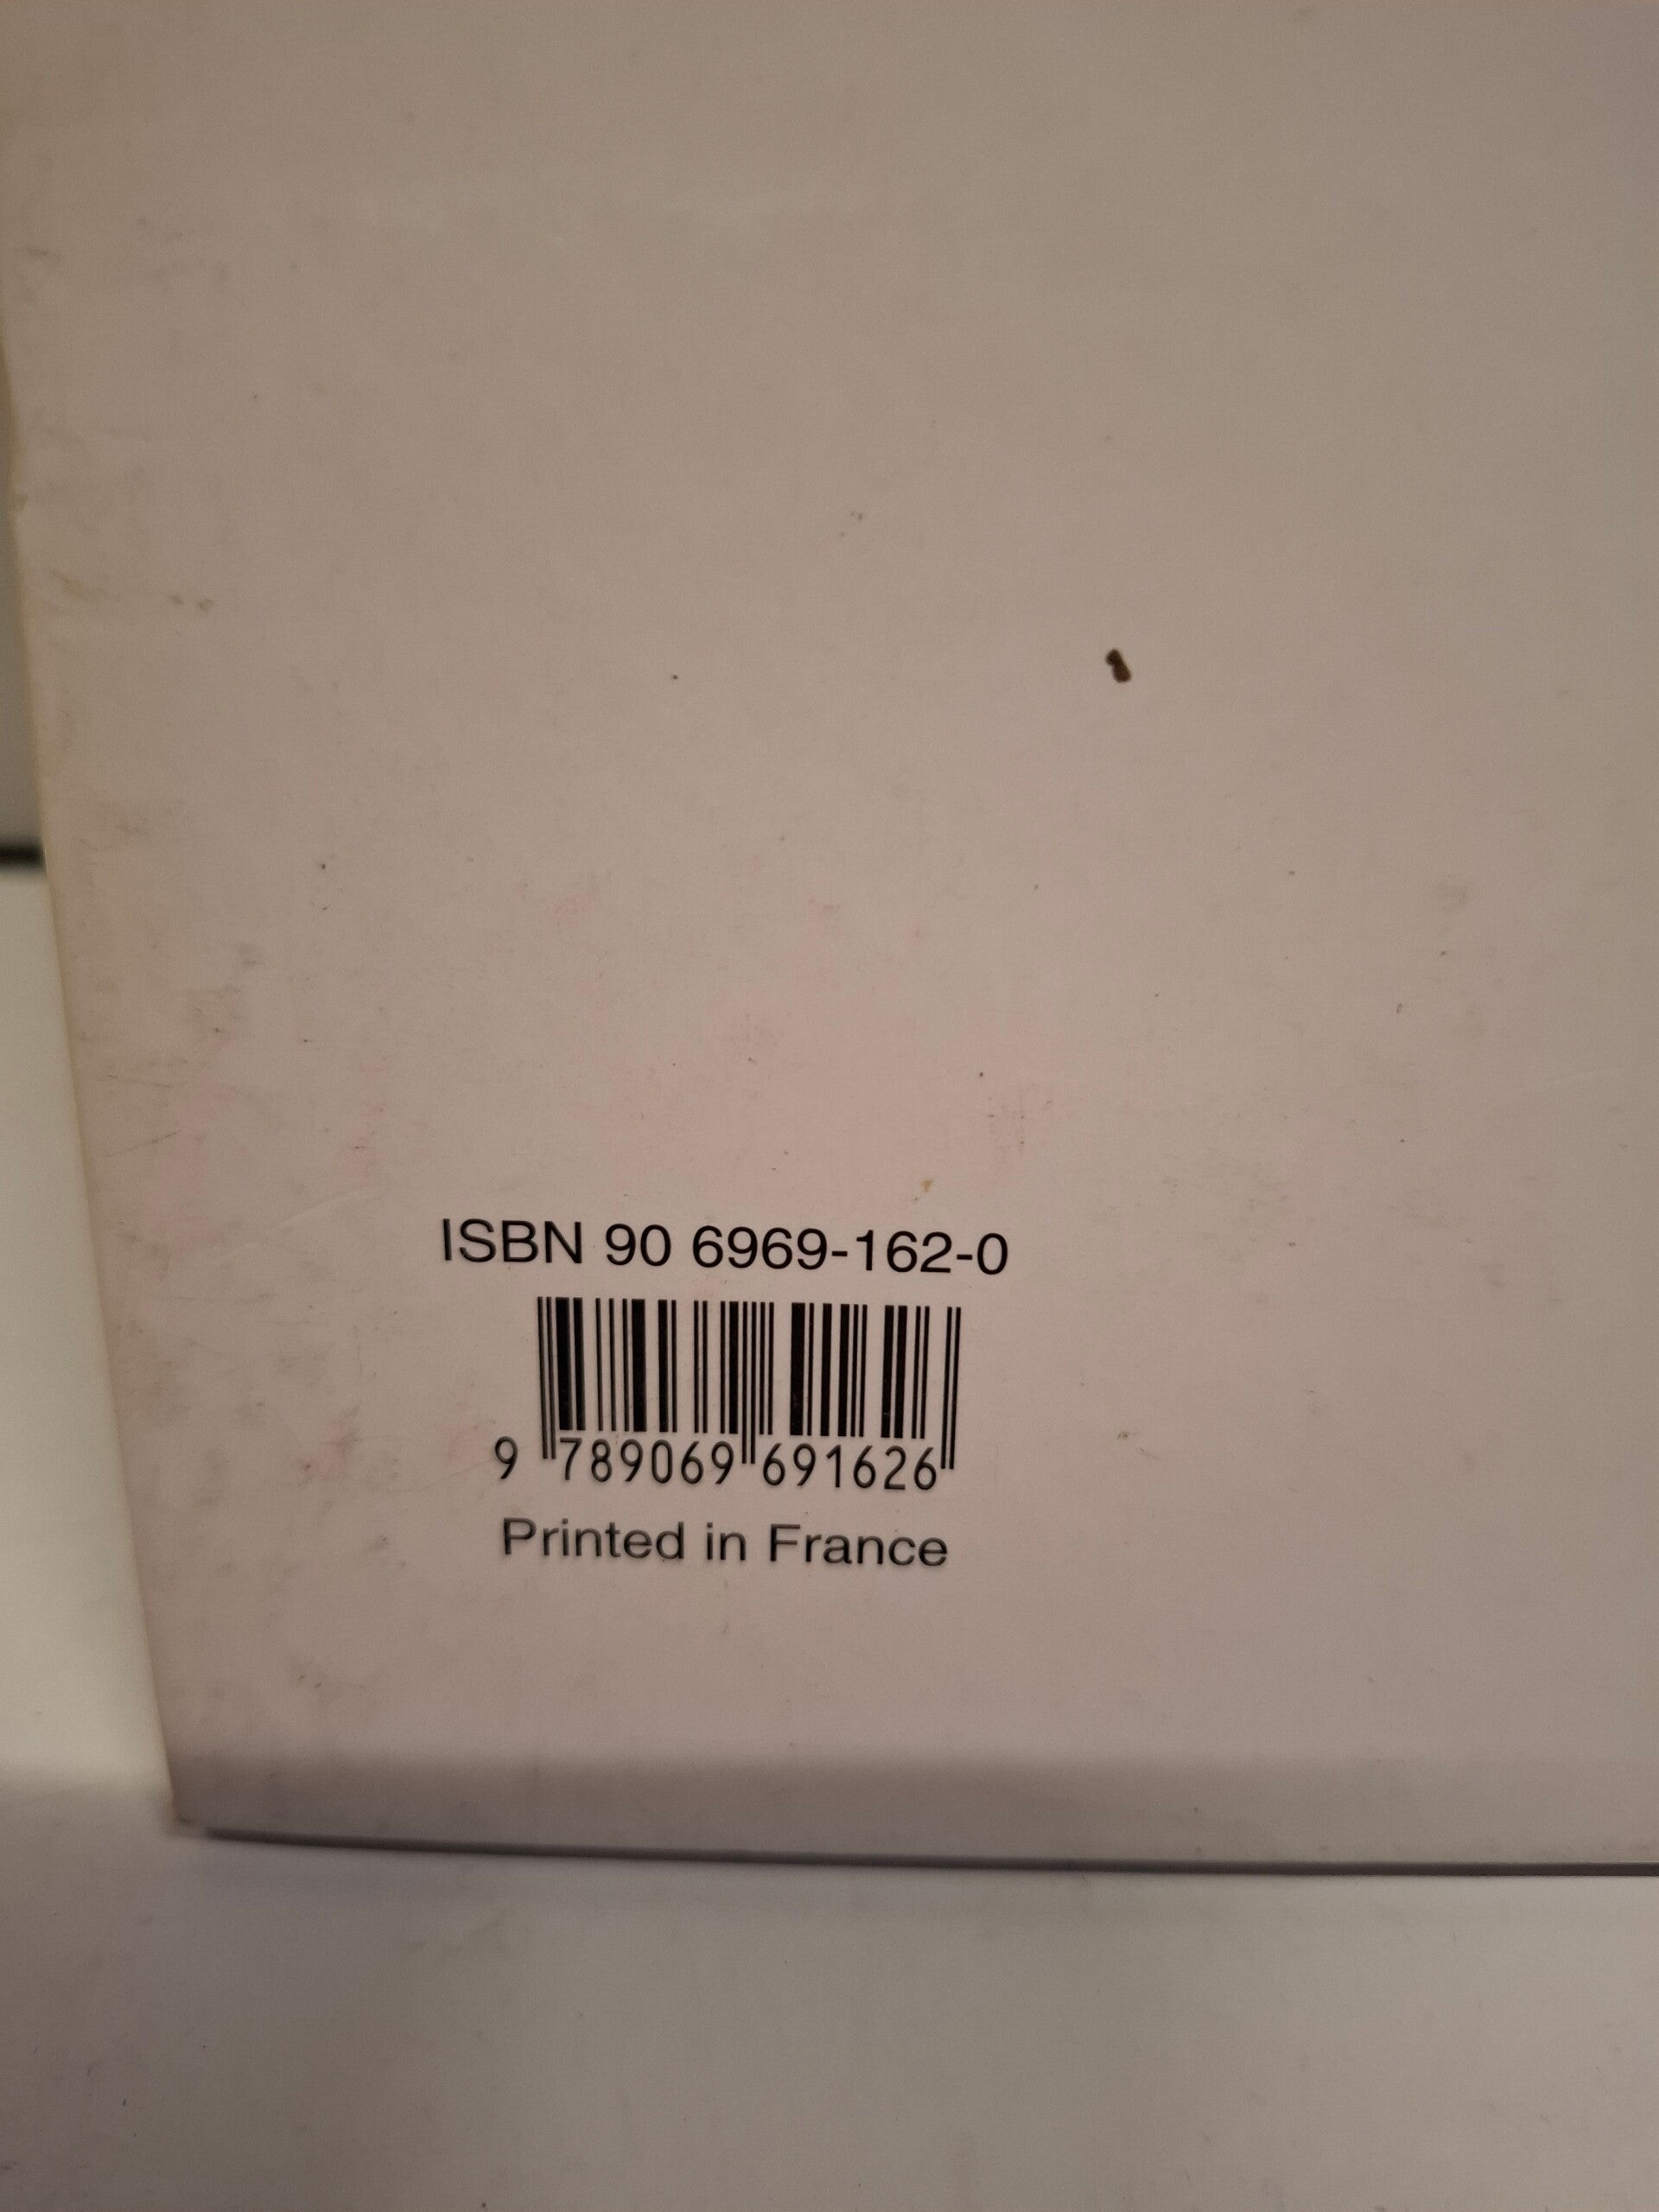 ISBN 90 6969-162-0
9 789069 691626
Printed in France